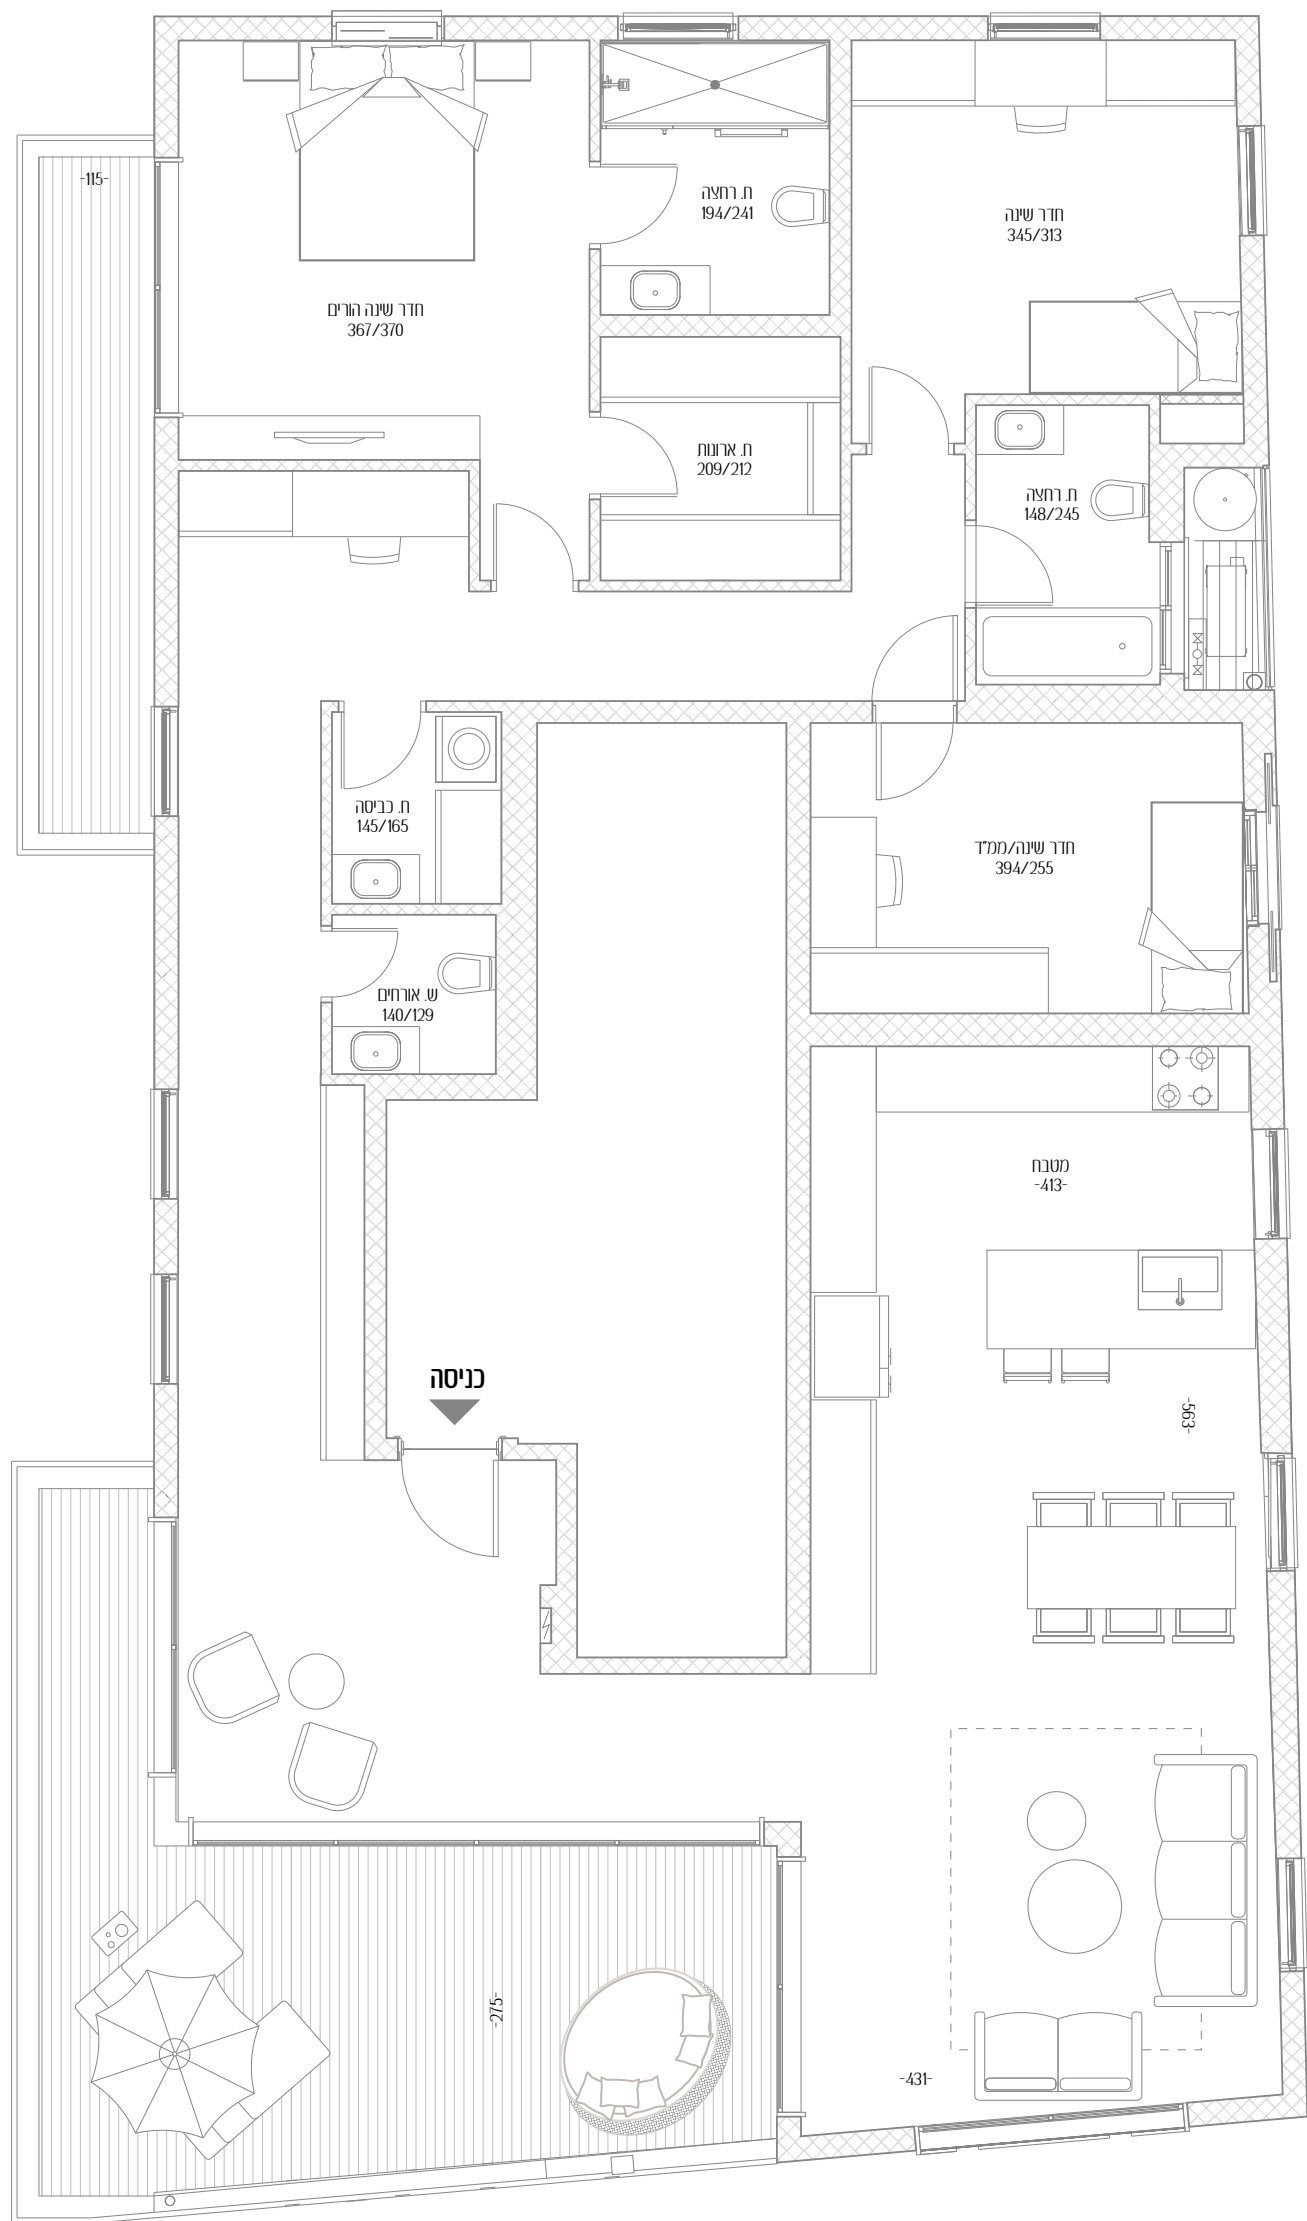 -115-
ח. רחצה
194/241
חדר שינה
345/313
חדר שינה הורים
367/370
ח. ארונות
209/212
ח. רחצה
148/245
ח. כביסה
145/165
חדר שינה/ממ"ד
394/255
ש. אורחים
140/129
מטבח
-413-
כניסה
-563-
-275-
-431-